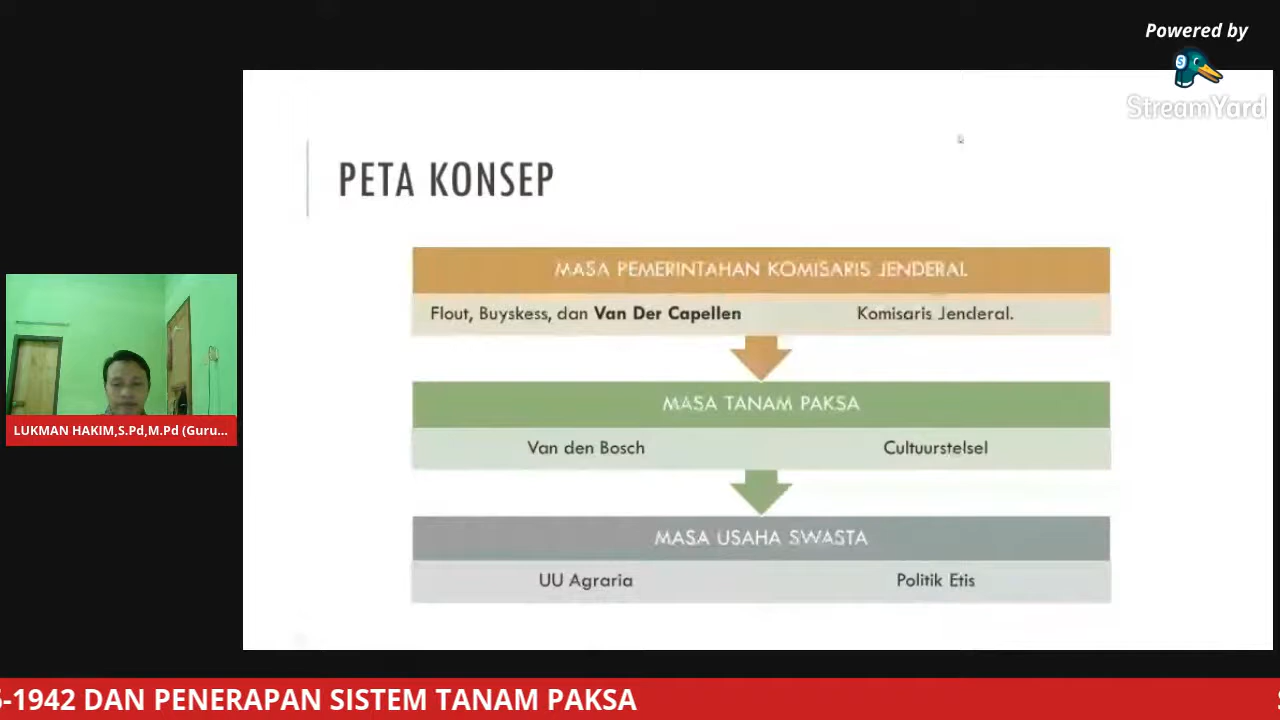 Powered by
StreamYard
PETA KONSEP
MASA PEMERINTAHAN KOMISARIS JENDERAL
Flout, Buyskess, dan Van Der Capellen
Komisaris Jenderal.
MASA TANAM PAKSA
Van den Bosch
Cultuurstelsel
MASA USAHA SWASTA
UU Agraria
Politik Etis
LUKMAN HAKIM,S.Pd,M.Pd (Guru...
-1942 DAN PENERAPAN SISTEM TANAM PAKSA